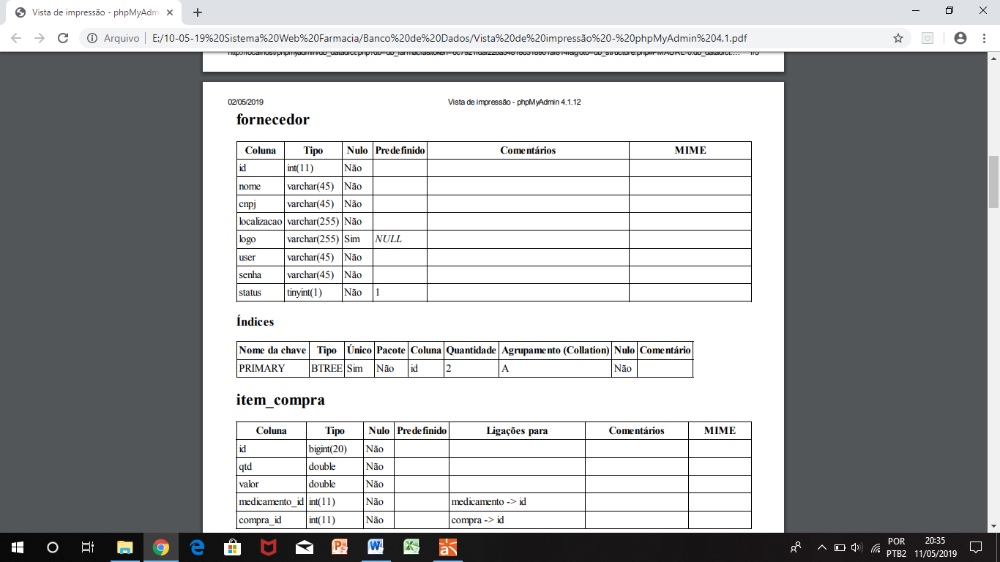 Vista de impressão - phpMyAdm
Arquivo | E:/10-05-19%20Sistema%20Web%20Farmacia/Banco%20de%20Dados/Vista%20de%20impressão%20-%20phpMyAdmin%204.1.pdf
1/5
02/05/2019 Vista de impressão - phpMyAdmin 4.1.12
fornecedor
Coluna Tipo Nulo Predefinido Comentários MIME
id int(11) Não
nome varchar(45) Não
cnpj varchar(45) Não
localizacao varchar(255) Não
logo varchar(255) Sim NULL
user varchar(45) Não
senha varchar(45) Não
status tinyint(1) Não 1
Índices
Nome da chave Tipo Único Pacote Coluna Quantidade Agrupamento (Collation) Nulo Comentário
PRIMARY BTREE Sim Não id 2 A Não
item_compra
Coluna Tipo Nulo Predefinido Ligações para Comentários MIME
id bigint(20) Não
qtd double Não
valor double Não
medicamento_id int(11) Não medicamento -> id
compra_id int(11) Não compra -> id
POR 20:35
PTB2 11/05/2019